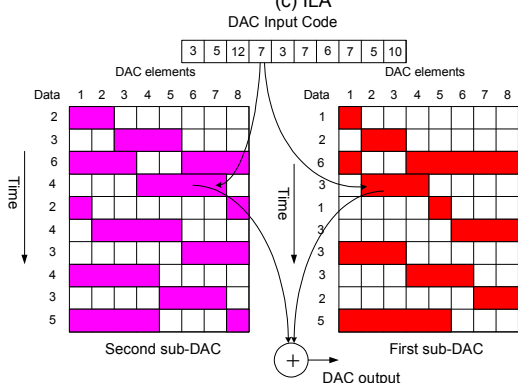 (c) ILA
DAC Input Code
3 5 12 7 3 7 6 7 5 10
DAC elements
DAC elements
Data 1 2 3 4 5 6 7 8
Data 1 2 3 4 5 6 7 8
2
3
6
4
2
4
3
4
3
5
Time
1
2
6
3
1
3
3
3
2
5
Time
Second sub-DAC
First sub-DAC
+
DAC output